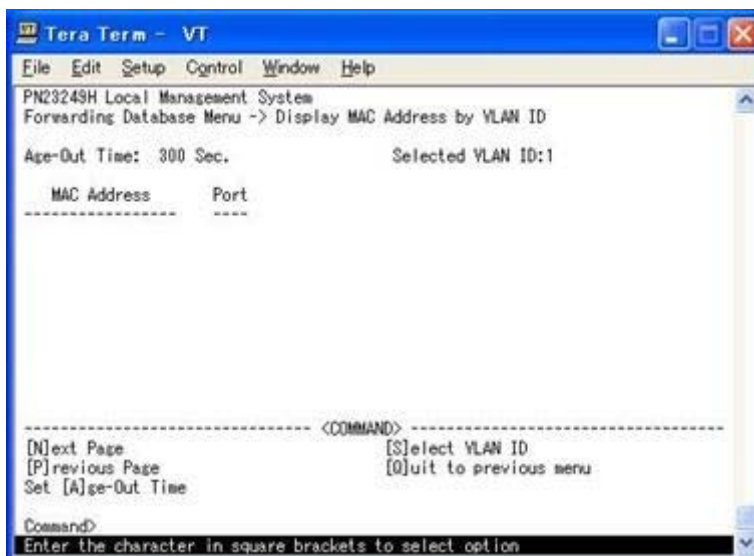 Tera Term - VT
File Edit Setup Control Window Help
PN23249H Local Management System
Forwarding Database Menu -> Display MAC Address by VLAN ID
Age-Out Time: 300 Sec. Selected VLAN ID:1
MAC Address Port
----------------- ----
-------------------------------- <COMMAND> -----------------------------------
[N]ext Page [S]elect VLAN ID
[P]revious Page [Q]uit to previous menu
Set [A]ge-Out Time
Command>
Enter the character in square brackets to select option